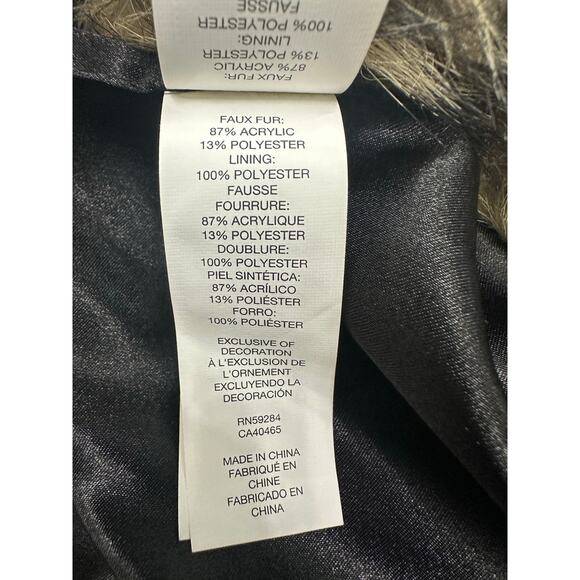 FAUSSE
100% POLYESTER
LINING:
13% POLYESTER
87% ACRYLIC
FAUX FUR:
FAUX FUR:
87% ACRYLIC
13% POLYESTER
LINING:
100% POLYESTER
FAUSSE
FOURRURE:
87% ACRYLIQUE
13% POLYESTER
DOUBLURE:
100% POLYESTER
PIEL SINTÉTICA:
87% ACRÍLICO
13% POLIÉSTER
FORRO:
100% POLIÉSTER
EXCLUSIVE OF
DECORATION
À L'EXCLUSION DE
L'ORNEMENT
EXCLUYENDO LA
DECORACIÓN
RN59284
CA40465
MADE IN CHINA
FABRIQUÉ EN
CHINE
FABRICADO EN
CHINA